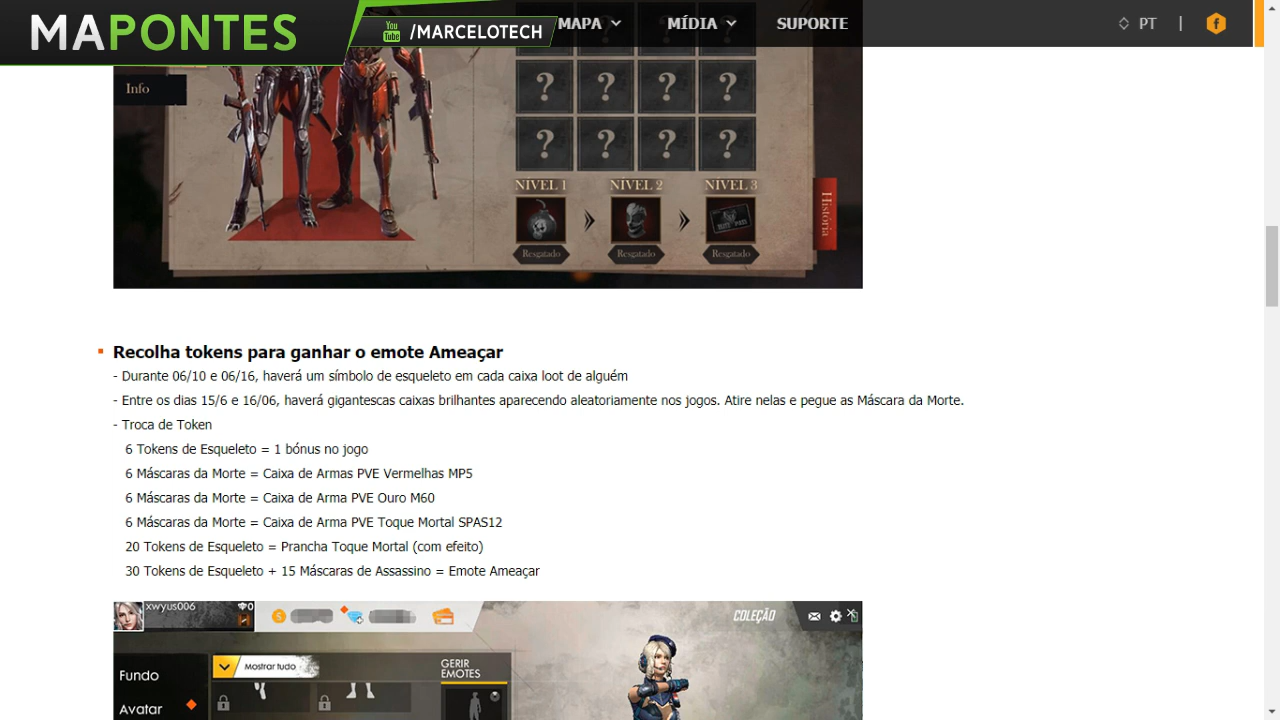 MAPONTES
You Tube /MARCELOTECH
MAPA
MÍDIA
SUPORTE
PT
|
Info
NÍVEL 1
NÍVEL 2
NÍVEL 3
Resgatado
Resgatado
Resgatado
História
Recolha tokens para ganhar o emote Ameaçar
- Durante 06/10 e 06/16, haverá um símbolo de esqueleto em cada caixa loot de alguém
- Entre os dias 15/6 e 16/06, haverá gigantescas caixas brilhantes aparecendo aleatoriamente nos jogos. Atire nelas e pegue as Máscara da Morte.
- Troca de Token
6 Tokens de Esqueleto = 1 bónus no jogo
6 Máscaras da Morte = Caixa de Armas PVE Vermelhas MP5
6 Máscaras da Morte = Caixa de Arma PVE Ouro M60
6 Máscaras da Morte = Caixa de Arma PVE Toque Mortal SPAS12
20 Tokens de Esqueleto = Prancha Toque Mortal (com efeito)
30 Tokens de Esqueleto + 15 Máscaras de Assassino = Emote Ameaçar
xwyus006
0
COLEÇÃO
Fundo
Mostrar tudo
GERIR
EMOTES
Avatar